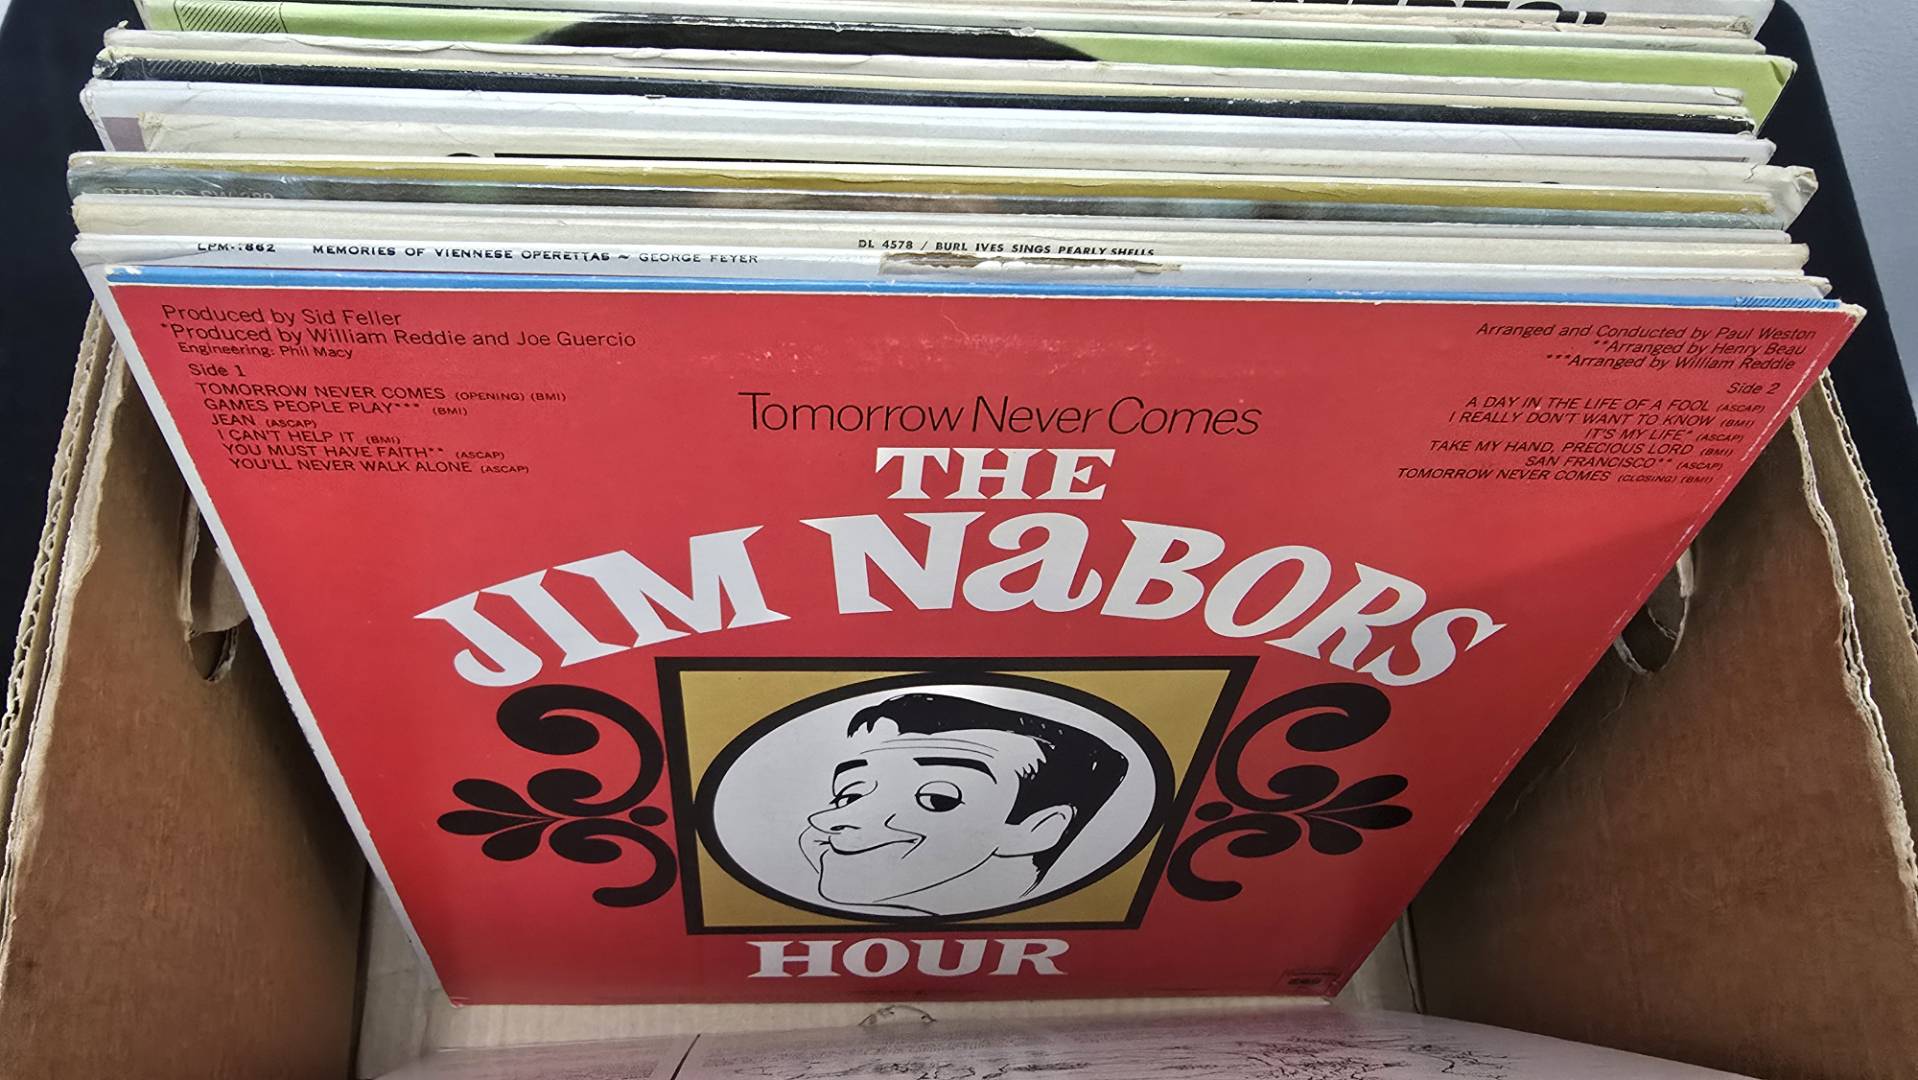 LPM-1862 MEMORIES OF VIENNESE OPERETTAS ~ GEORGE FEYER
DL 4578 / BURL IVES SINGS PEARLY SHELLS
Produced by Sid Feller
*Produced by William Reddie and Joe Guercio
Engineering: Phil Macy
Side 1
TOMORROW NEVER COMES (OPENING) (BMI)
GAMES PEOPLE PLAY*** (BMI)
JEAN (ASCAP)
I CAN'T HELP IT (BMI)
YOU MUST HAVE FAITH** (ASCAP)
YOU'LL NEVER WALK ALONE (ASCAP)
Arranged and Conducted by Paul Weston
**Arranged by Henry Beau
***Arranged by William Reddie
Side 2
A DAY IN THE LIFE OF A FOOL (ASCAP)
I REALLY DON'T WANT TO KNOW (BMI)
IT'S MY LIFE* (ASCAP)
TAKE MY HAND, PRECIOUS LORD (BMI)
SAN FRANCISCO** (ASCAP)
TOMORROW NEVER COMES (CLOSING) (BMI)
Tomorrow Never Comes
THE
JIM NaBORS
HOUR